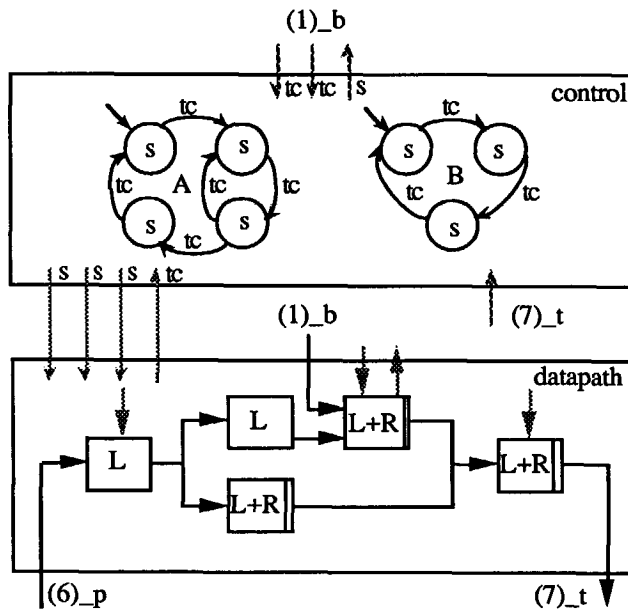 (1)_b
tc tc s
control
tc tc
s s s s
A B
tc tc tc tc
s s s
tc
s s s tc
(1)_b (7)_t
datapath
L L+R
L L+R
L+R
(6)_p (7)_t